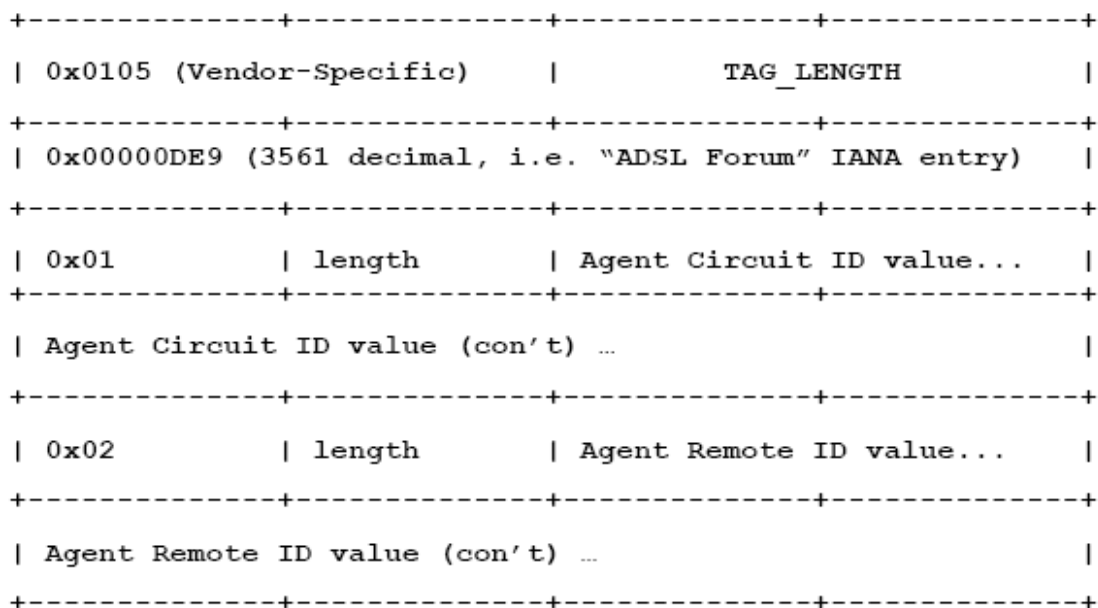 +--------------+--------------+--------------+--------------+
| 0x0105 (Vendor-Specific) | TAG_LENGTH |
+--------------+--------------+--------------+--------------+
| 0x00000DE9 (3561 decimal, i.e. “ADSL Forum” IANA entry) |
+--------------+--------------+--------------+--------------+
| 0x01 | length | Agent Circuit ID value... |
+--------------+--------------+--------------+--------------+
| Agent Circuit ID value (con’t) … |
+--------------+--------------+--------------+--------------+
| 0x02 | length | Agent Remote ID value... |
+--------------+--------------+--------------+--------------+
| Agent Remote ID value (con’t) … |
+--------------+--------------+--------------+--------------+